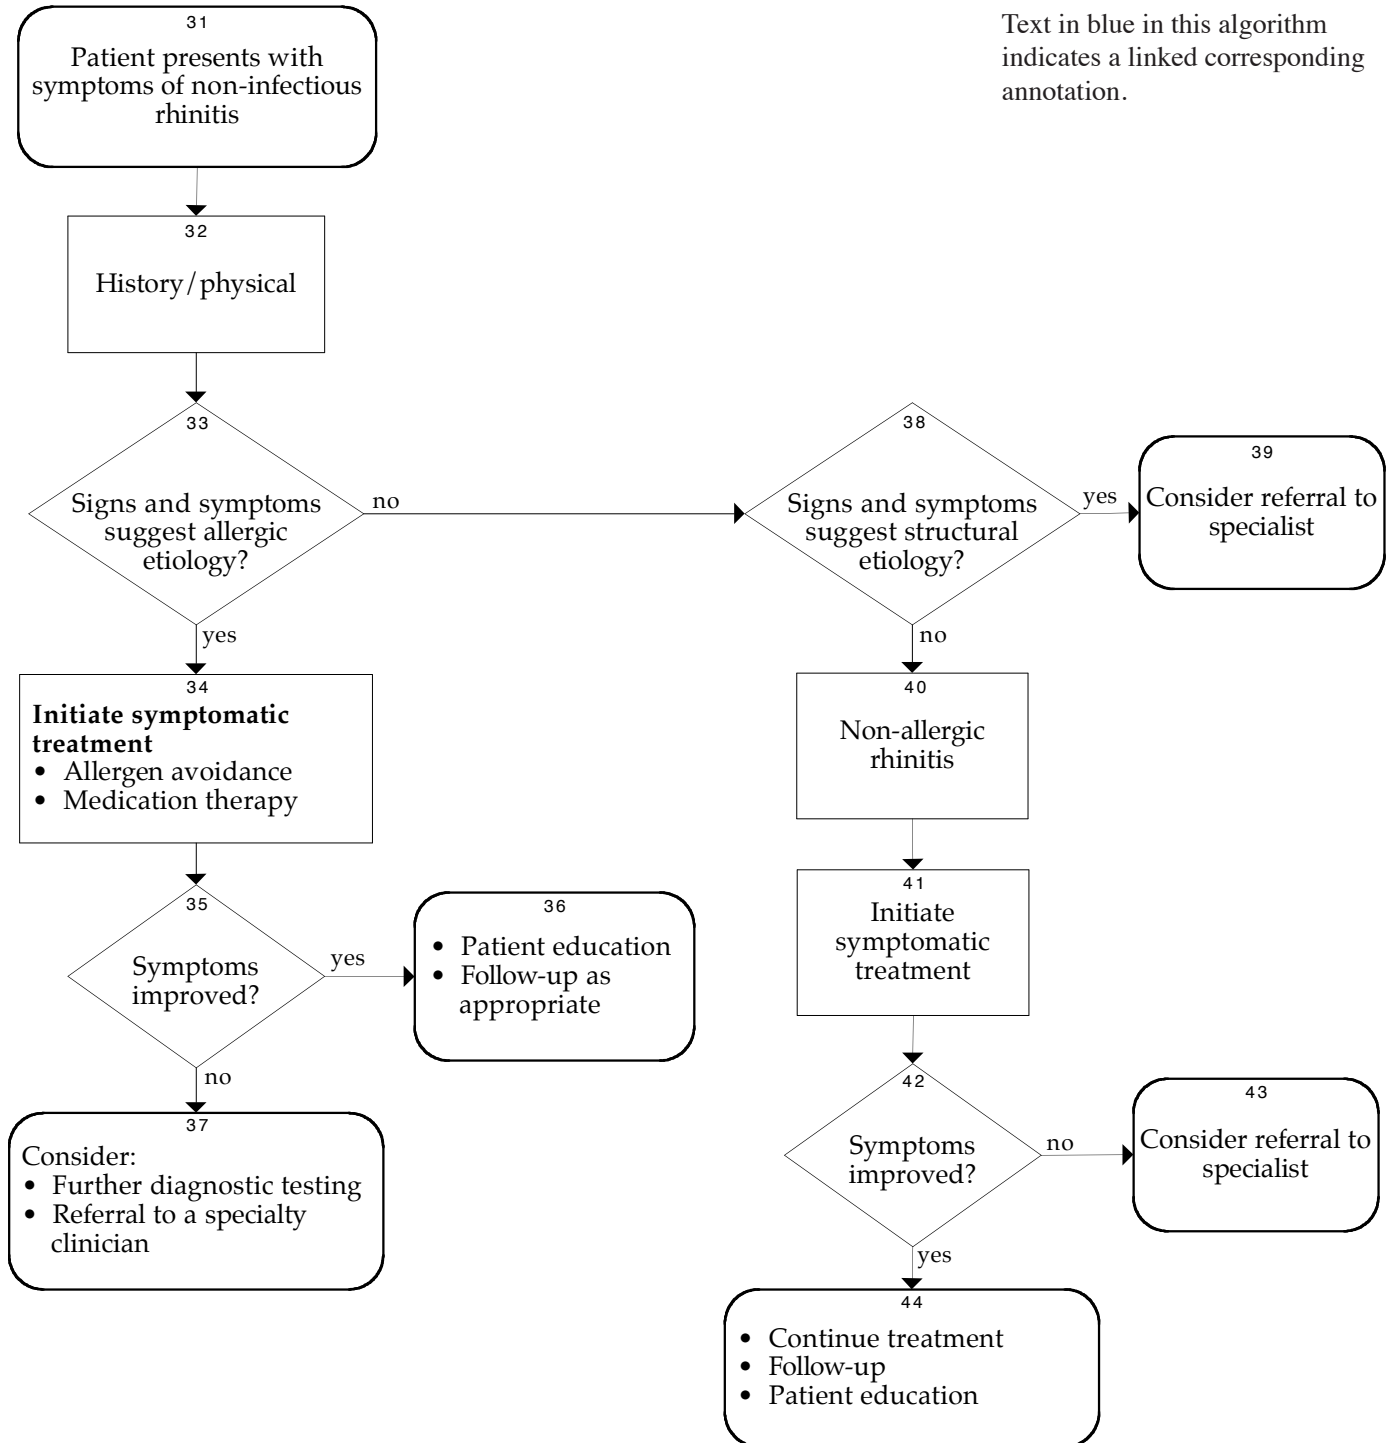 31
Patient presents with
symptoms of non-infectious
rhinitis
Text in blue in this algorithm
indicates a linked corresponding
annotation.
32
History/physical
33
Signs and symptoms
suggest allergic
etiology?
no
yes
38
Signs and symptoms
suggest structural
etiology?
yes
no
39
Consider referral to
specialist
34
Initiate symptomatic
treatment
• Allergen avoidance
• Medication therapy
40
Non-allergic
rhinitis
35
Symptoms
improved?
yes
no
36
• Patient education
• Follow-up as
appropriate
41
Initiate
symptomatic
treatment
37
Consider:
• Further diagnostic testing
• Referral to a specialty
clinician
42
Symptoms
improved?
no
yes
43
Consider referral to
specialist
44
• Continue treatment
• Follow-up
• Patient education